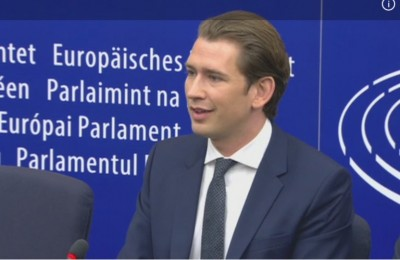 ntet Europäisches
éen Parlaimint na
Európai Parlament
n Parlamentul